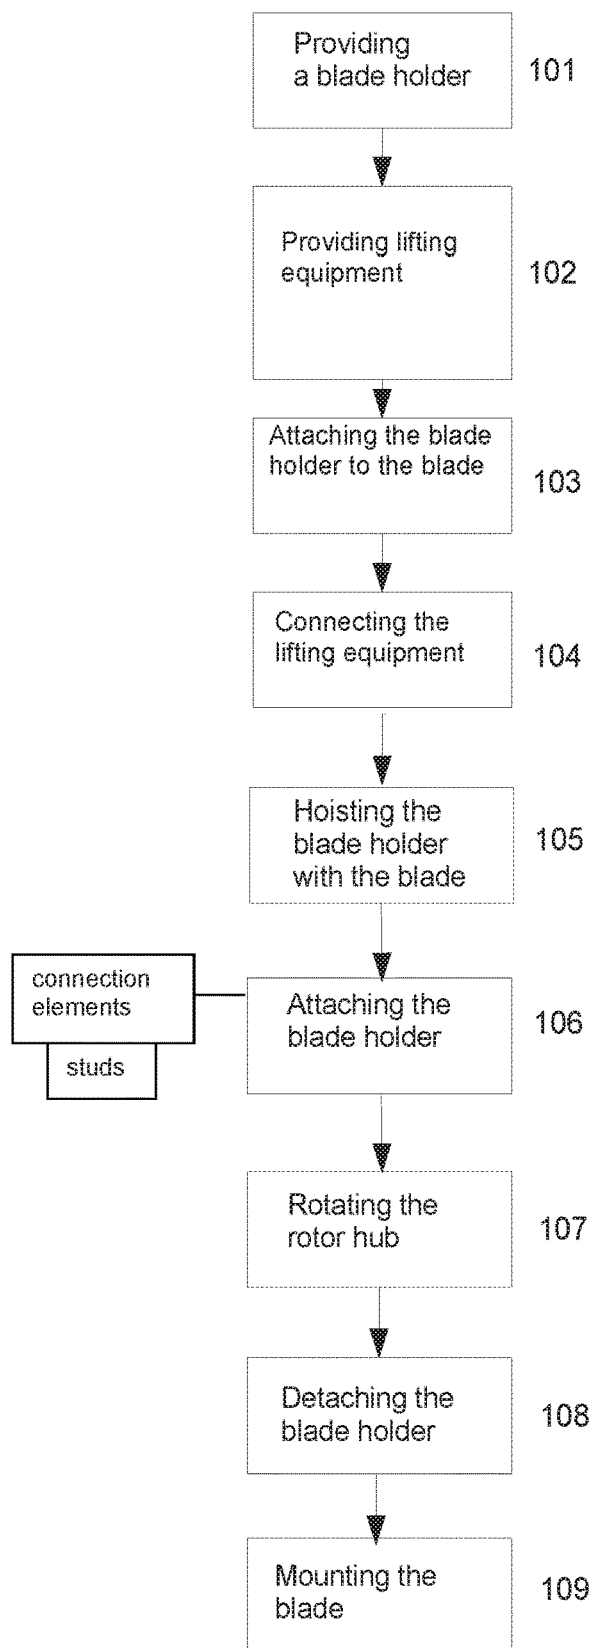 Providing
a blade holder
101
Providing lifting
equipment
102
Attaching the blade
holder to the blade
103
Connecting the
lifting equipment
104
Hoisting the
blade holder
with the blade
105
connection
elements
studs
Attaching the
blade holder
106
Rotating the
rotor hub
107
Detaching the
blade holder
108
Mounting the
blade
109